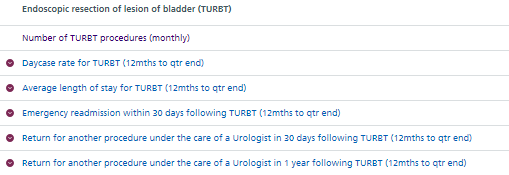 Endoscopic resection of lesion of bladder (TURBT)
Number of TURBT procedures (monthly)
Daycase rate for TURBT (12mths to qtr end)
Average length of stay for TURBT (12mths to qtr end)
Emergency readmission within 30 days following TURBT (12mths to qtr end)
Return for another procedure under the care of a Urologist in 30 days following TURBT (12mths to qtr end)
Return for another procedure under the care of a Urologist in 1 year following TURBT (12mths to qtr end)